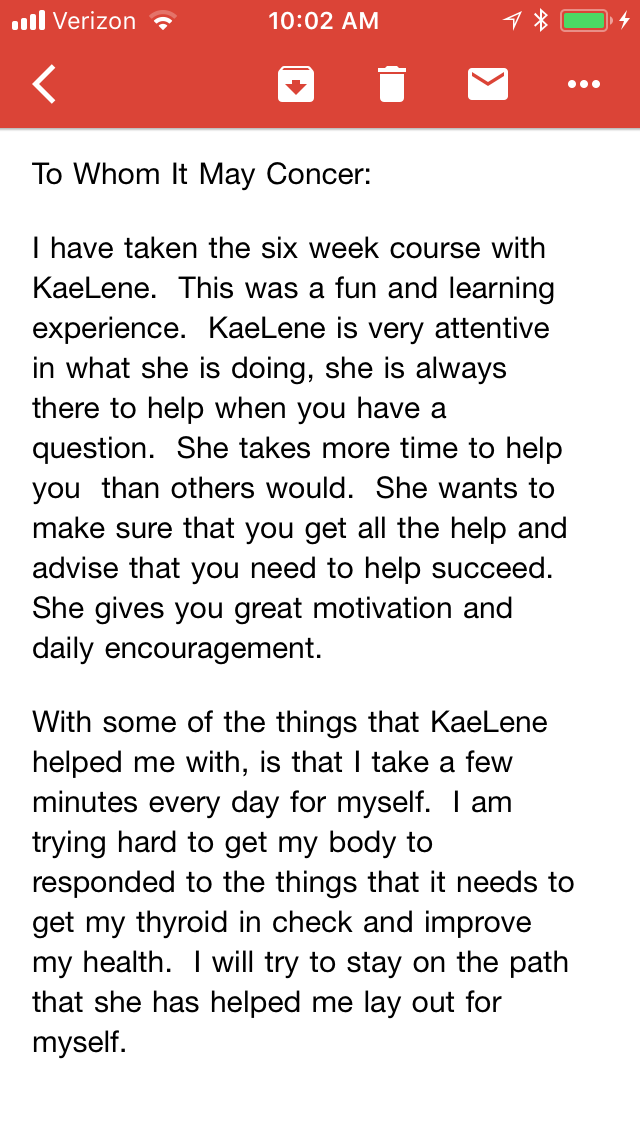 Verizon 10:02 AM
To Whom It May Concer:
I have taken the six week course with
KaeLene.  This was a fun and learning
experience.  KaeLene is very attentive
in what she is doing, she is always
there to help when you have a
question.  She takes more time to help
you  than others would.  She wants to
make sure that you get all the help and
advise that you need to help succeed.
She gives you great motivation and
daily encouragement.
With some of the things that KaeLene
helped me with, is that I take a few
minutes every day for myself.  I am
trying hard to get my body to
responded to the things that it needs to
get my thyroid in check and improve
my health.  I will try to stay on the path
that she has helped me lay out for
myself.